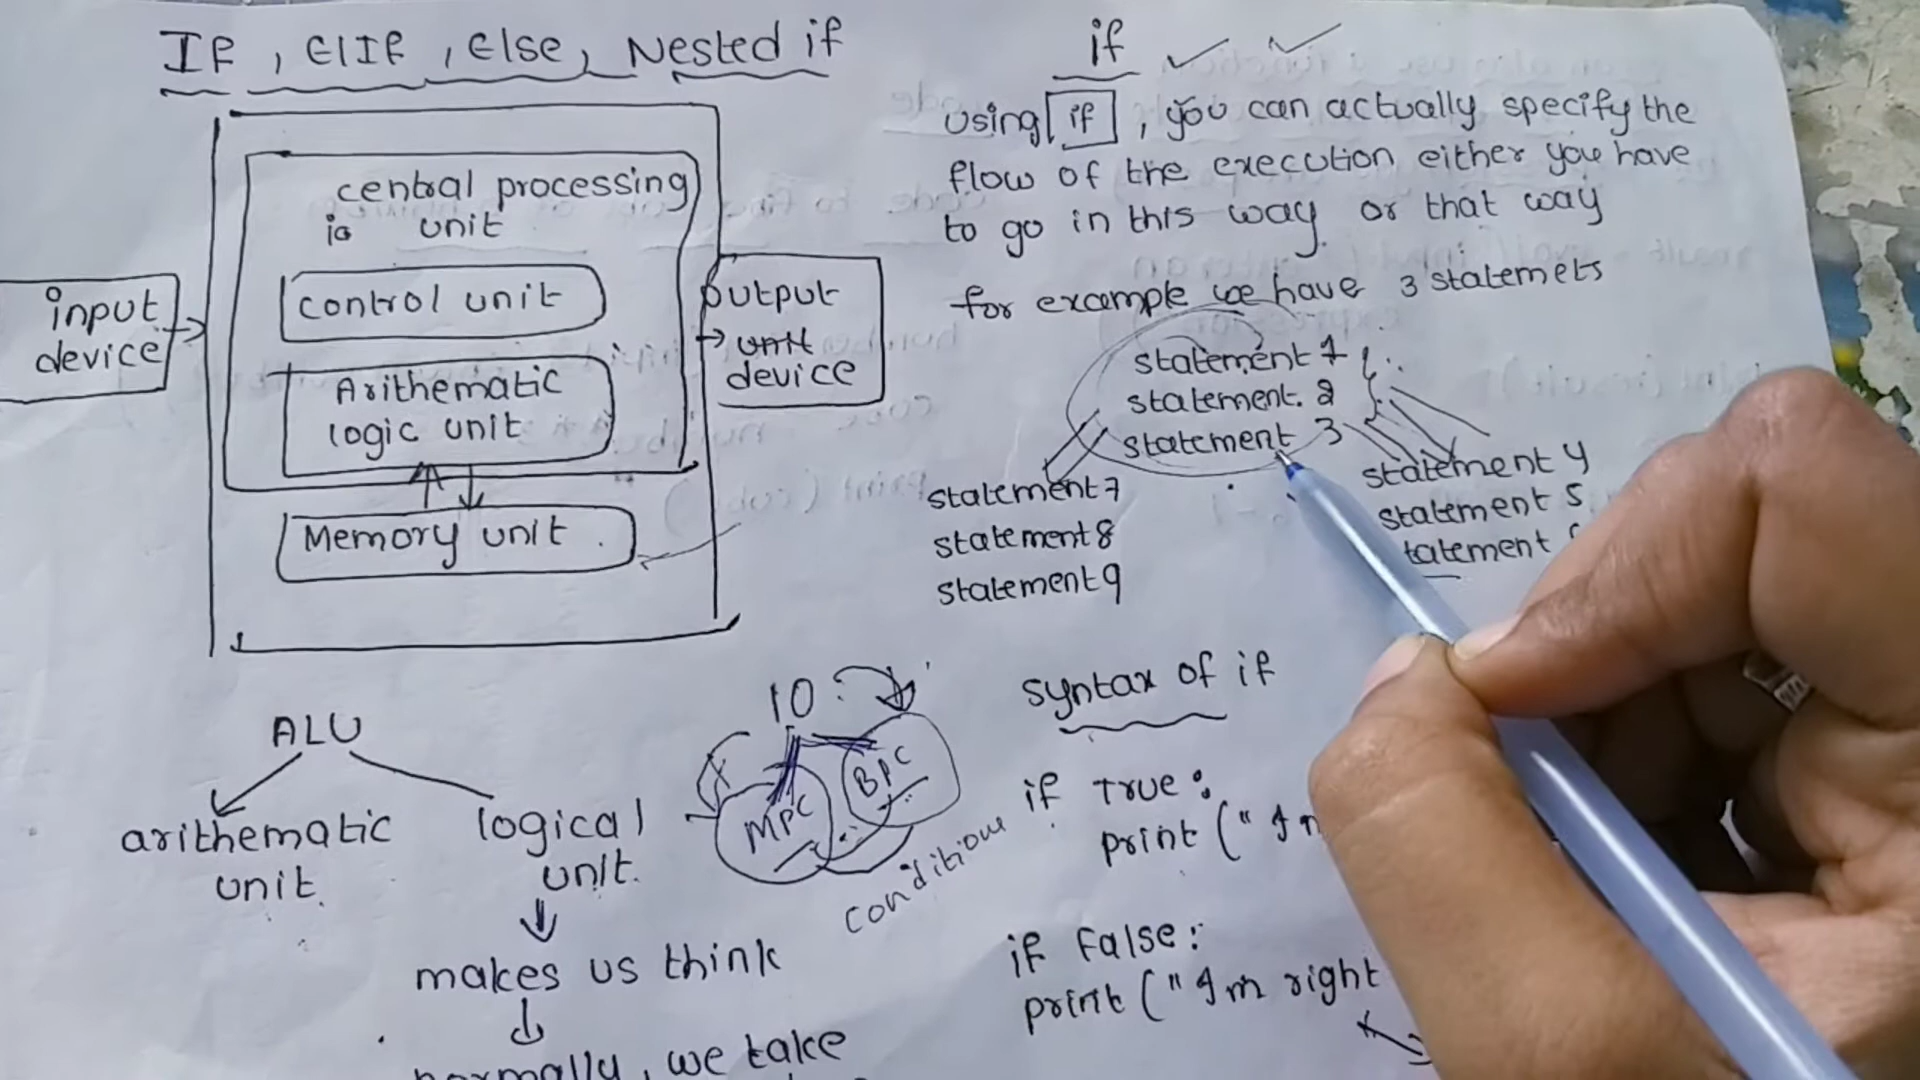 If, ElIf, Else, Nested if
central processing
unit
control unit
input
device
Arithematic
logic unit
output
unit
device
Memory unit
ALU
arithematic
unit
logical
unit.
makes us think
normally, we take
10
MPC
BPC
conditions
if
using if, you can actually specify the
flow of the execution either you have
to go in this way or that way
for example we have 3 statemets
statement 1
statement. 2
statement 3
statement 7
statement 8
statement 9
statement 4
statement 5
tatement
syntax of if
if True:
print ("I
if False:
print ("I'm right